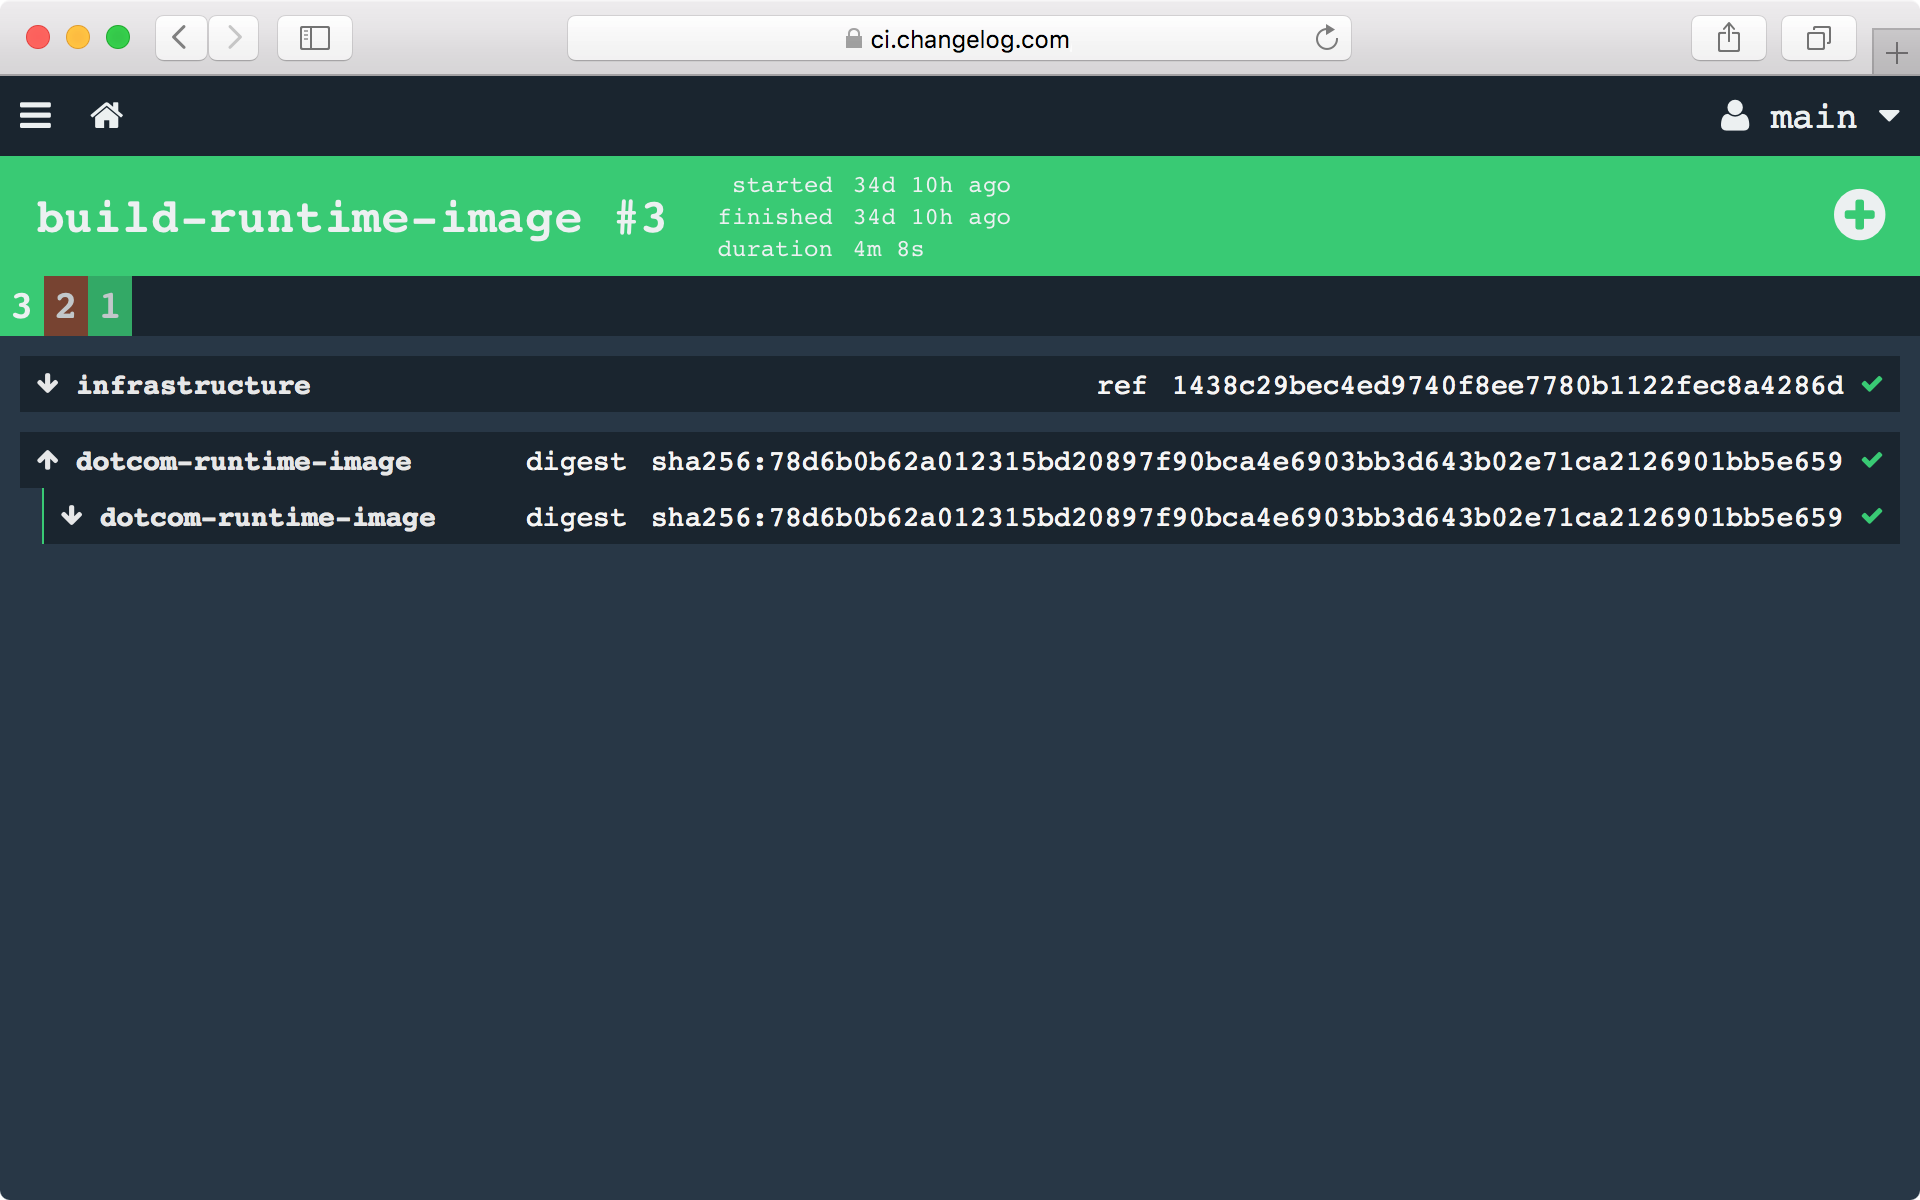 ci.changelog.com
main
build-runtime-image #3
started 34d 10h ago
finished 34d 10h ago
duration 4m 8s
3 2 1
infrastructure ref 1438c29bec4ed9740f8ee7780b1122fec8a4286d
dotcom-runtime-image digest sha256:78d6b0b62a012315bd20897f90bca4e6903bb3d643b02e71ca2126901bb5e659
dotcom-runtime-image digest sha256:78d6b0b62a012315bd20897f90bca4e6903bb3d643b02e71ca2126901bb5e659